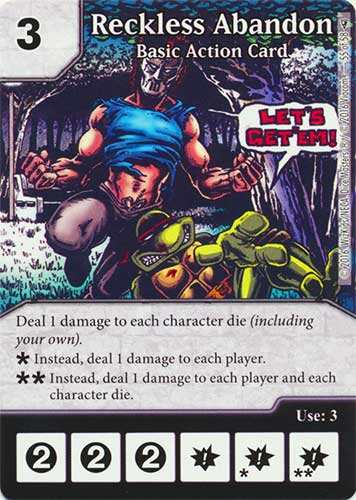 3
Reckless Abandon
Basic Action Card
LET'S
GET'EM!
Deal 1 damage to each character die (including
your own).
* Instead, deal 1 damage to each player.
** Instead, deal 1 damage to each player and each
character die.
Use: 3
2 2 2 ! ! !
* **